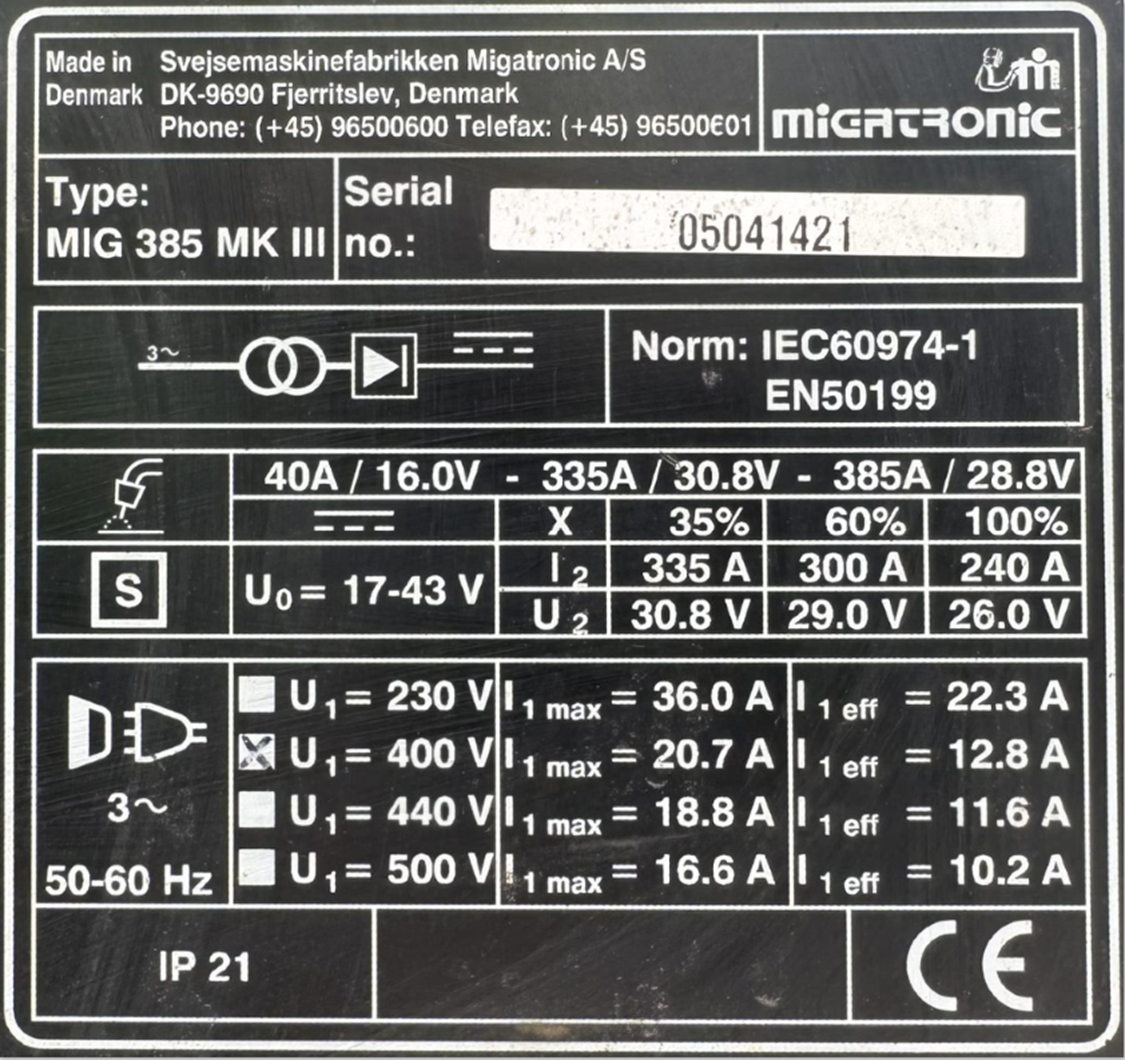 Made in Svejsemaskinefabrikken Migatronic A/S
Denmark DK-9690 Fjerritslev, Denmark
Phone: (+45) 96500600 Telefax: (+45) 96500601
MIGATRONIC
Type:
MIG 385 MK III
Serial
no.:
05041421
3~
Norm: IEC60974-1
EN50199
40A / 16.0V - 335A / 30.8V - 385A / 28.8V
X 35% 60% 100%
S
U0 = 17-43 V
I2 335 A 300 A 240 A
U2 30.8 V 29.0 V 26.0 V
U1 = 230 V I1 max = 36.0 A I1 eff = 22.3 A
U1 = 400 V I1 max = 20.7 A I1 eff = 12.8 A
U1 = 440 V I1 max = 18.8 A I1 eff = 11.6 A
U1 = 500 V I1 max = 16.6 A I1 eff = 10.2 A
3~
50-60 Hz
IP 21
CE